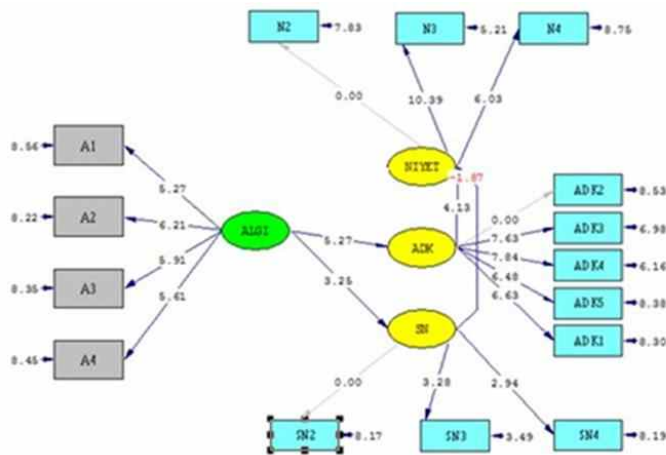 N2 7.83 N3 5.21 N4 8.75
0.00 10.39 6.03
8.56 A1
5.27
NIYET -1.87
8.22 A2 6.21
4.13 0.00 ADK2 8.53
ALGI 5.27 ADK 7.63 ADK3 6.98
7.84 ADK4 6.16
8.35 A3 5.91
3.25 6.48 ADK5 8.38
5.61 6.63 ADK1 8.30
SN
8.45 A4
0.00 3.28 2.94
SN2 8.17 SN3 3.49 SN4 8.19